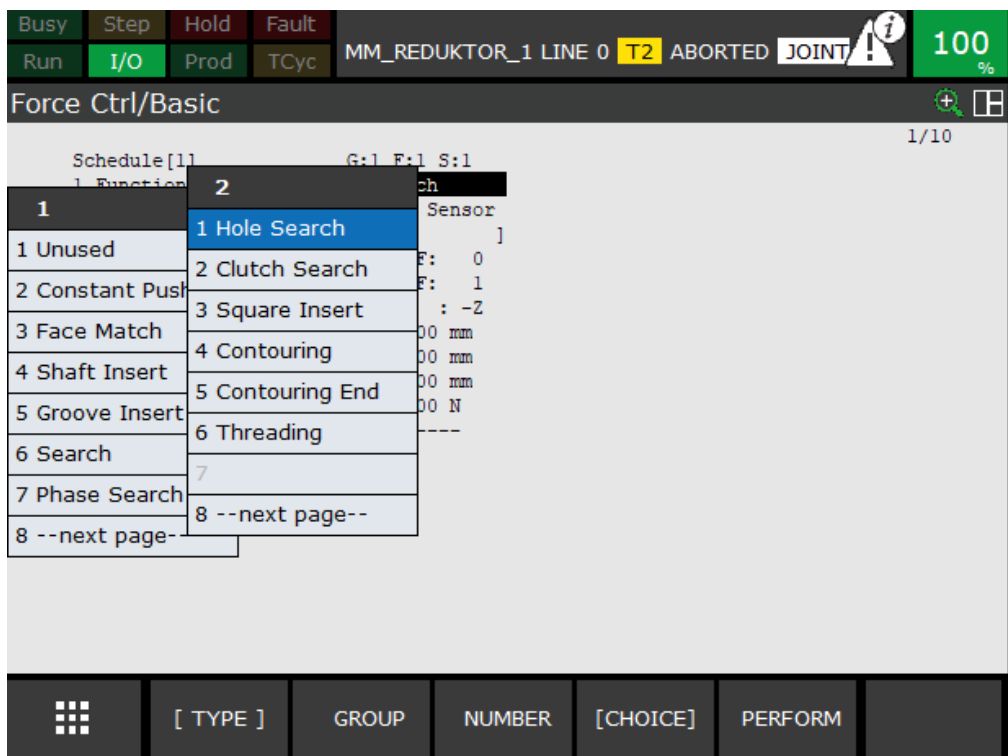 Busy Step Hold Fault
Run I/O Prod TCyc
MM_REDUKTOR_1 LINE 0 T2 ABORTED JOINT
100
%
Force Ctrl/Basic
1/10
Schedule[1] G:1 F:1 S:1
1 Function ch
Sensor
]
F: 0
F: 1
: -Z
00 mm
00 mm
00 mm
00 N
----
1
1 Unused
2 Constant Push
3 Face Match
4 Shaft Insert
5 Groove Insert
6 Search
7 Phase Search
8 --next page--
2
1 Hole Search
2 Clutch Search
3 Square Insert
4 Contouring
5 Contouring End
6 Threading
7
8 --next page--
[ TYPE ] GROUP NUMBER [CHOICE] PERFORM